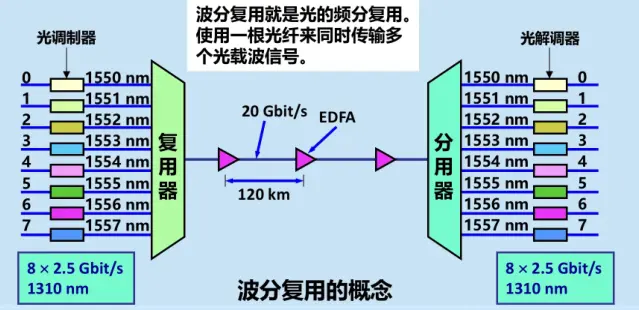 波分复用就是光的频分复用。
使用一根光纤来同时传输多
个光载波信号。
光调制器
光解调器
0 1550 nm
1 1551 nm
2 1552 nm
3 1553 nm
4 1554 nm
5 1555 nm
6 1556 nm
7 1557 nm
复用器
20 Gbit/s
EDFA
120 km
分用器
1550 nm 0
1551 nm 1
1552 nm 2
1553 nm 3
1554 nm 4
1555 nm 5
1556 nm 6
1557 nm 7
8 × 2.5 Gbit/s
1310 nm
8 × 2.5 Gbit/s
1310 nm
波分复用的概念